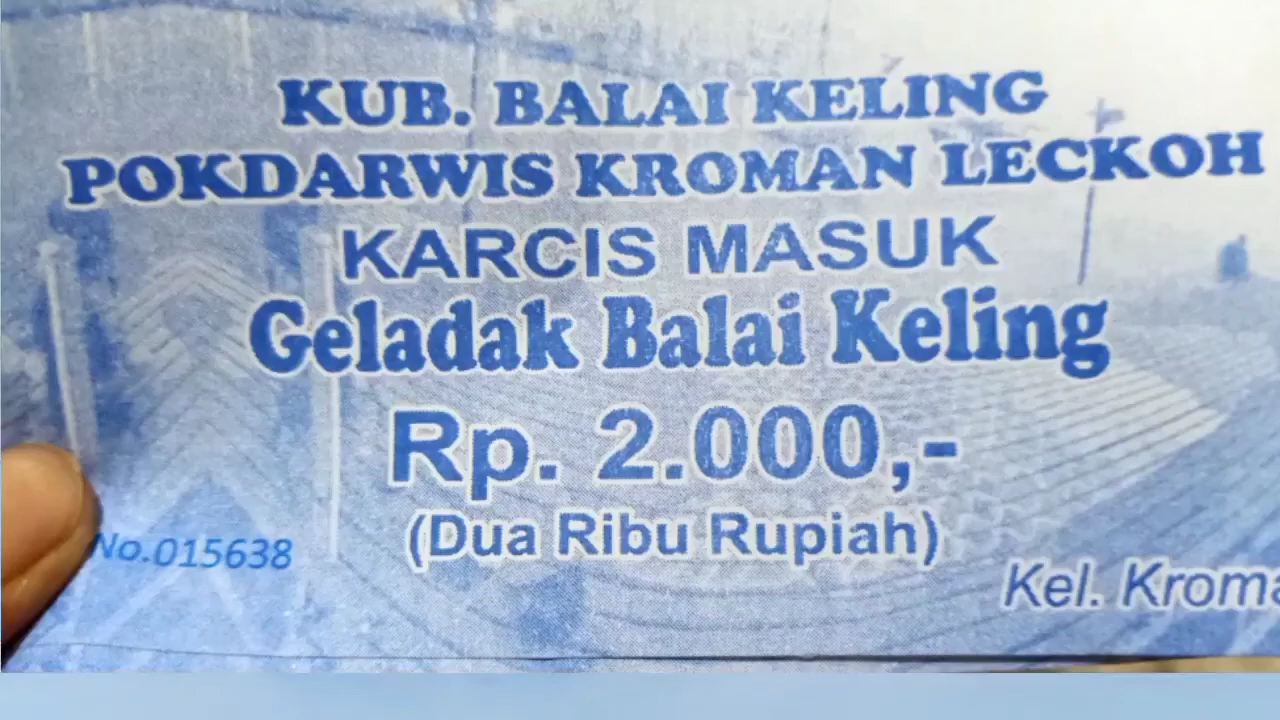 KUB. BALAI KELING
POKDARWIS KROMAN LECKOH
KARCIS MASUK
Geladak Balai Keling
Rp. 2.000,-
(Dua Ribu Rupiah)
No.015638
Kel.